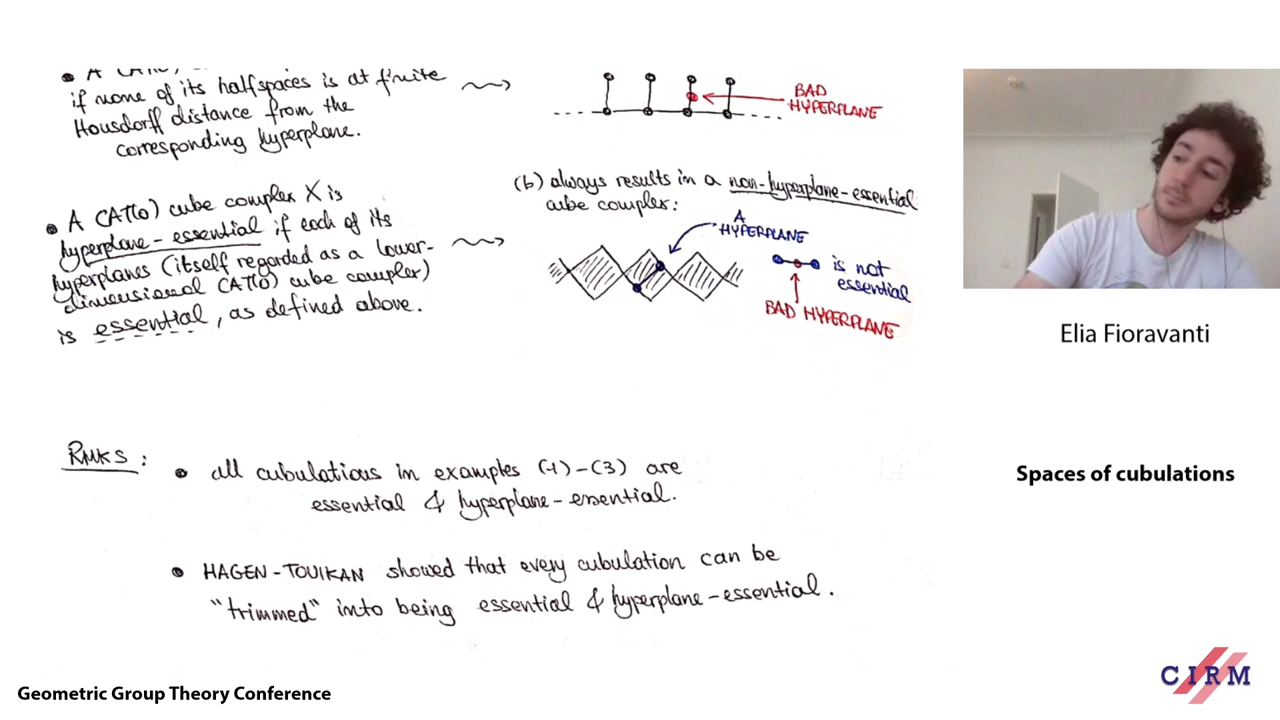 if none of its halfspaces is at finite
Housdorff distance from the
corresponding hyperplane.
BAD
HYPERPLANE
• A CAT(0) cube complex X is
hyperplane-essential if each of its
hyperplanes (itself regarded as a lower-
dimensional CAT(0) cube complex)
is essential, as defined above.
(b) always results in a non-hyperplane-essential
cube complex:
A
HYPERPLANE
is not
essential
BAD HYPERPLANE
RMKS:
• all cubulations in examples (1)-(3) are
essential & hyperplane-essential.
• HAGEN-TOUIKAN showed that every cubulation can be
"trimmed" into being essential & hyperplane-essential.
Elia Fioravanti
Spaces of cubulations
Geometric Group Theory Conference
CIRM